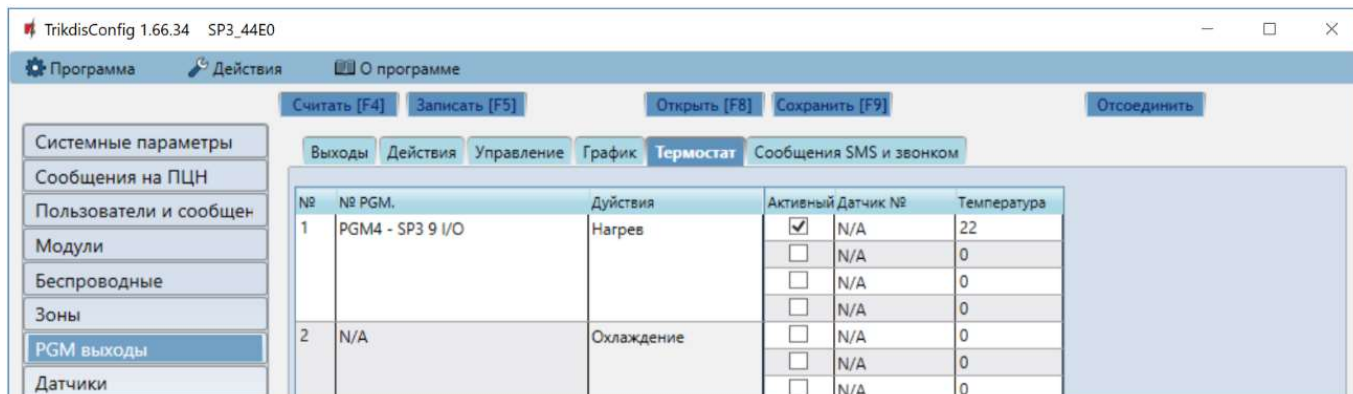 TrikdisConfig 1.66.34 SP3_44E0
Программа Действия О программе
Считать [F4] Записать [F5] Открыть [F8] Сохранить [F9] Отсоединить
Системные параметры
Сообщения на ПЦН
Пользователи и сообщен
Модули
Беспроводные
Зоны
PGM выходы
Датчики
Выходы Действия Управление График Термостат Сообщения SMS и звонком
№ № PGM. Дуйствия Активный Датчик № Температура
1 PGM4 - SP3 9 I/O Нагрев N/A 22
N/A 0
N/A 0
N/A 0
2 N/A Охлаждение N/A 0
N/A 0
N/A 0